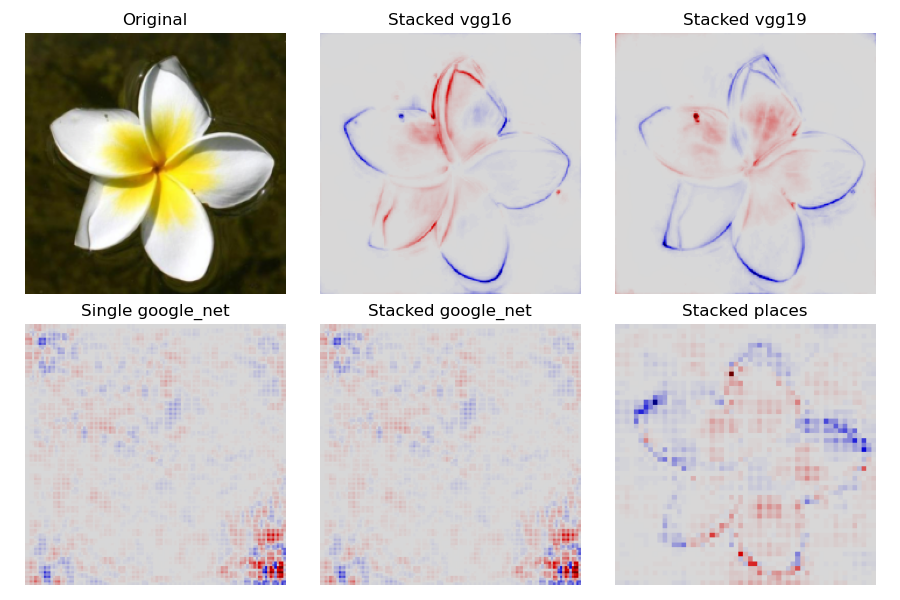 Original
Stacked vgg16
Stacked vgg19
Single google_net
Stacked google_net
Stacked places